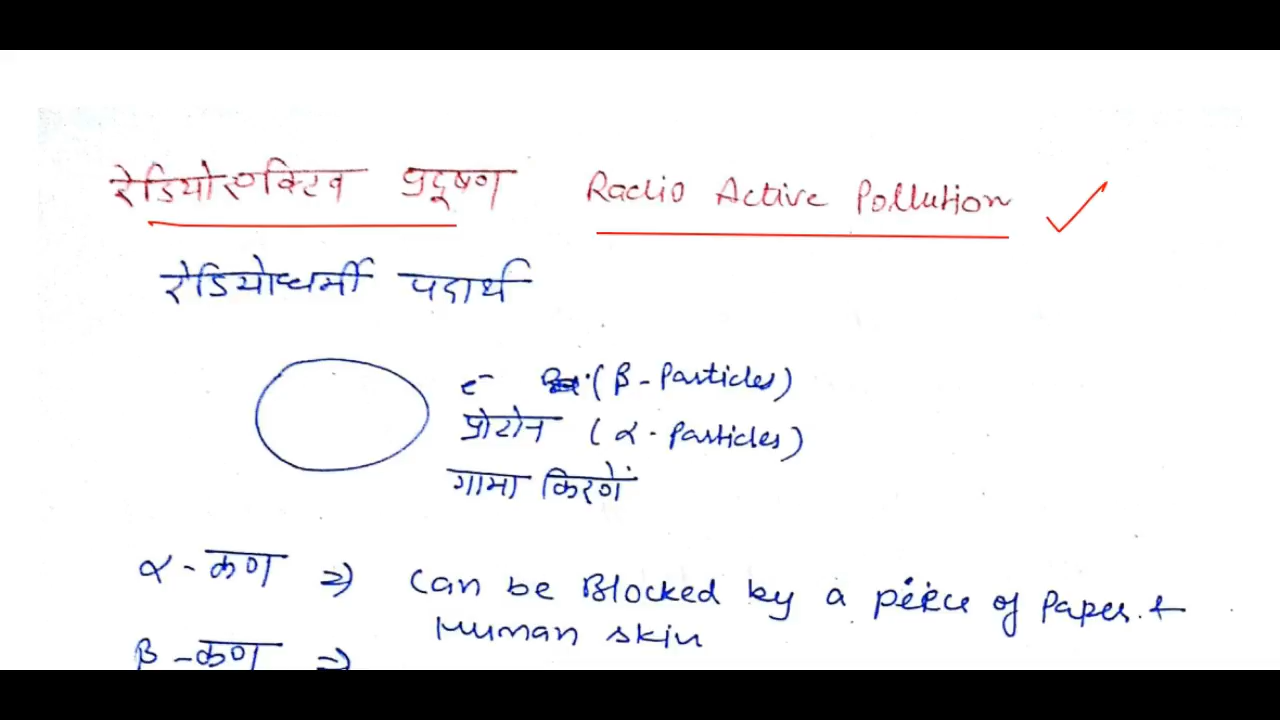 रेडियोएक्टिव प्रदूषण Radio Active Pollution
रेडियोधर्मी पदार्थ
e⁻ (β - Particles)
प्रोटोन (α - Particles)
गामा किरणें
α - कण ⇒ Can be Blocked by a peice of Paper +
Human skin
β - कण ⇒